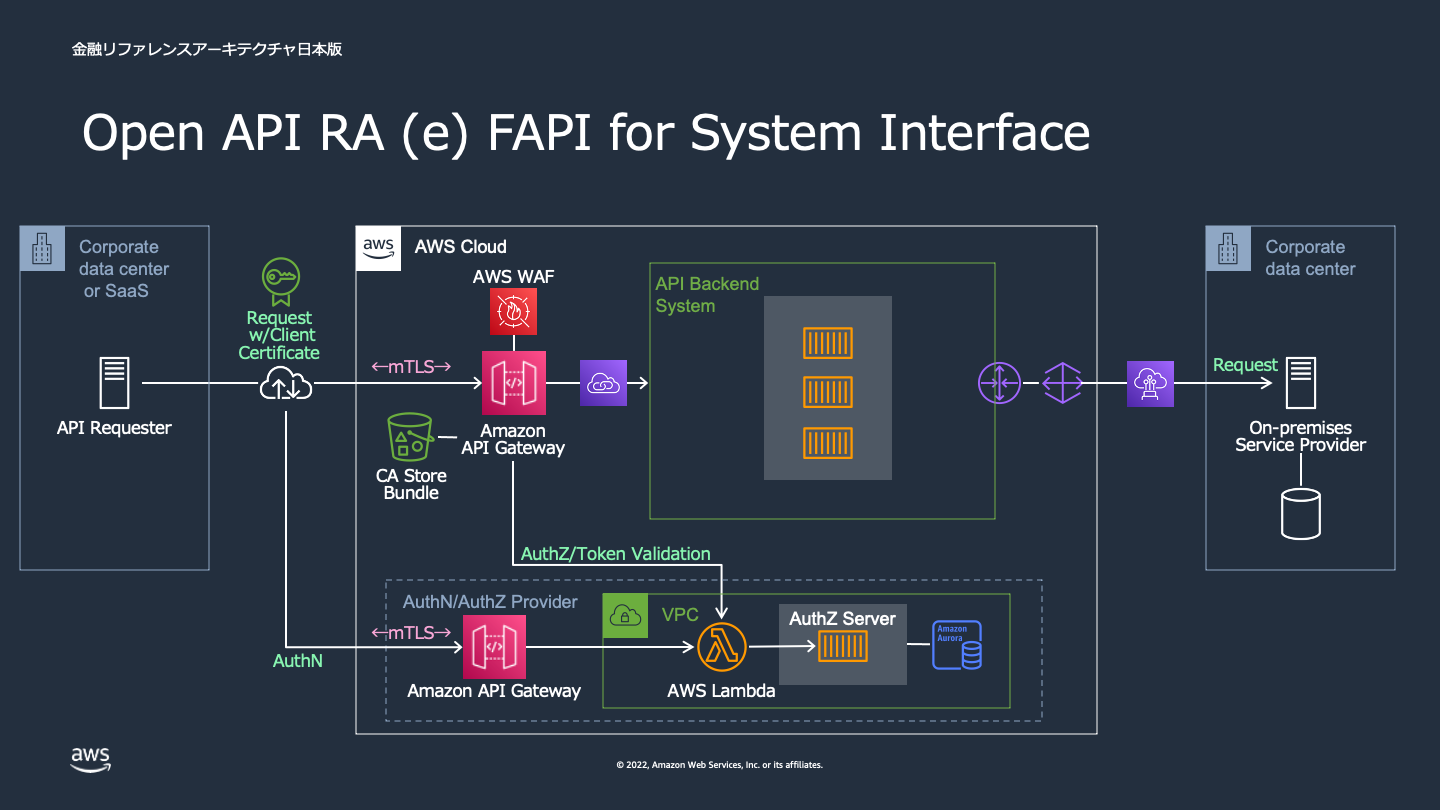 金融リファレンスアーキテクチャ日本版
Open API RA (e) FAPI for System Interface
Corporate
data center
or SaaS
API Requester
Request
w/Client
Certificate
aws
AWS Cloud
AWS WAF
←mTLS→
Amazon
API Gateway
CA Store
Bundle
API Backend
System
Corporate
data center
Request
On-premises
Service Provider
AuthZ/Token Validation
AuthN/AuthZ Provider
←mTLS→
AuthN
Amazon API Gateway
VPC
AWS Lambda
AuthZ Server
Amazon
Aurora
aws
© 2022, Amazon Web Services, Inc. or its affiliates.